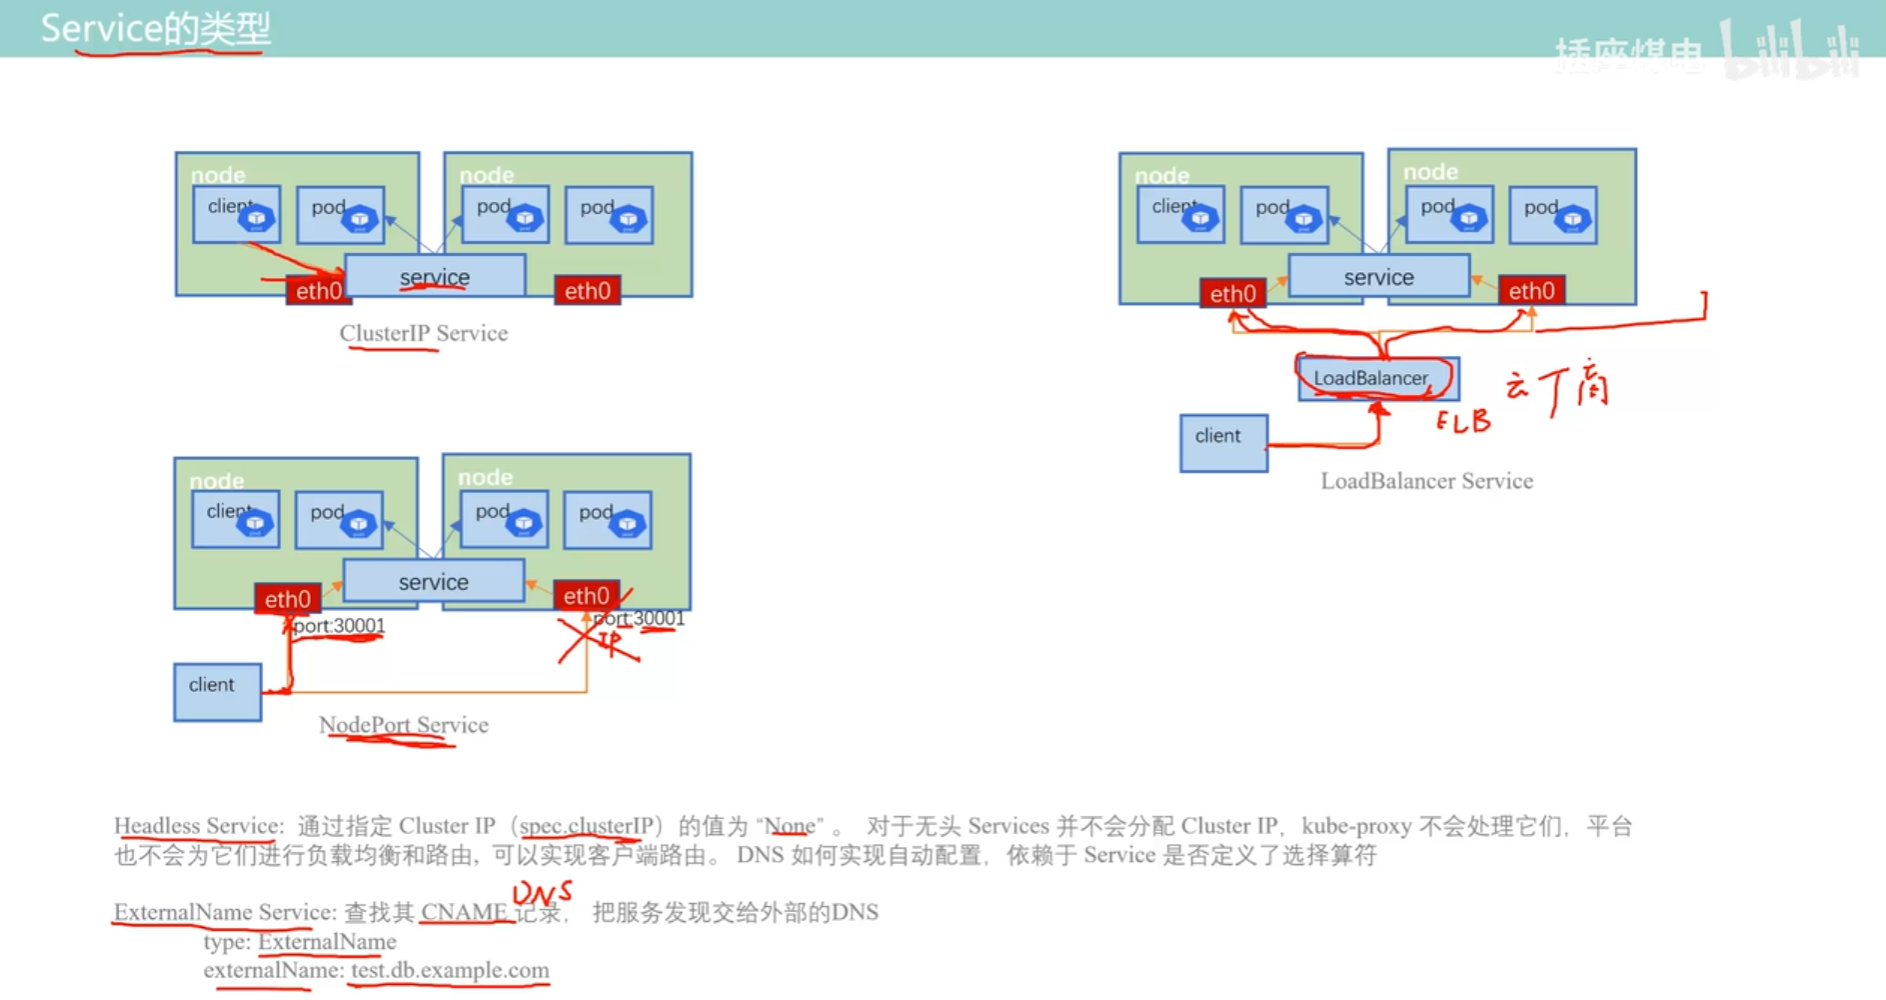 Service的类型
插座煤电 bilibili
node
node
client
pod
pod
pod
service
eth0
eth0
ClusterIP Service
node
node
client
pod
pod
pod
service
eth0
eth0
LoadBalancer
ELB 云厂商
client
LoadBalancer Service
node
node
client
pod
pod
pod
service
eth0
eth0
port:30001
port:30001
IP
client
NodePort Service
Headless Service: 通过指定 Cluster IP（spec.clusterIP）的值为 “None” 。 对于无头 Services 并不会分配 Cluster IP，kube-proxy 不会处理它们，平台
也不会为它们进行负载均衡和路由, 可以实现客户端路由。 DNS 如何实现自动配置，依赖于 Service 是否定义了选择算符
DNS
ExternalName Service: 查找其 CNAME 记录， 把服务发现交给外部的DNS
type: ExternalName
externalName: test.db.example.com